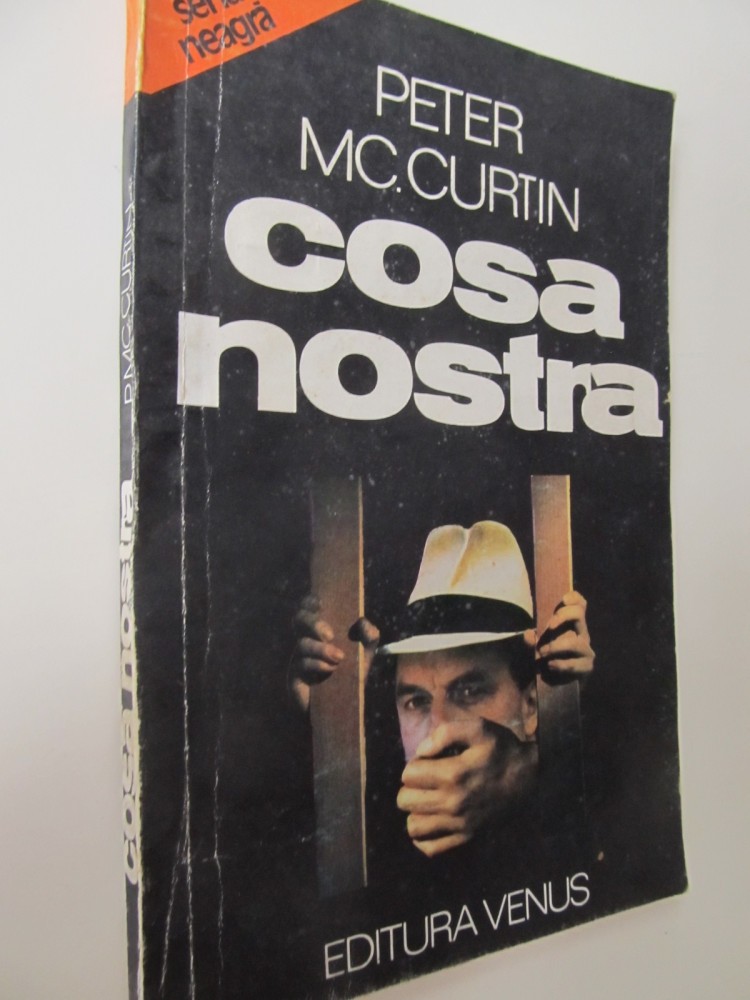 neagră
PETER
MC.CURTIN
cosa
nostra
EDITURA VENUS
P.MC.CURTIN
cosa nostra